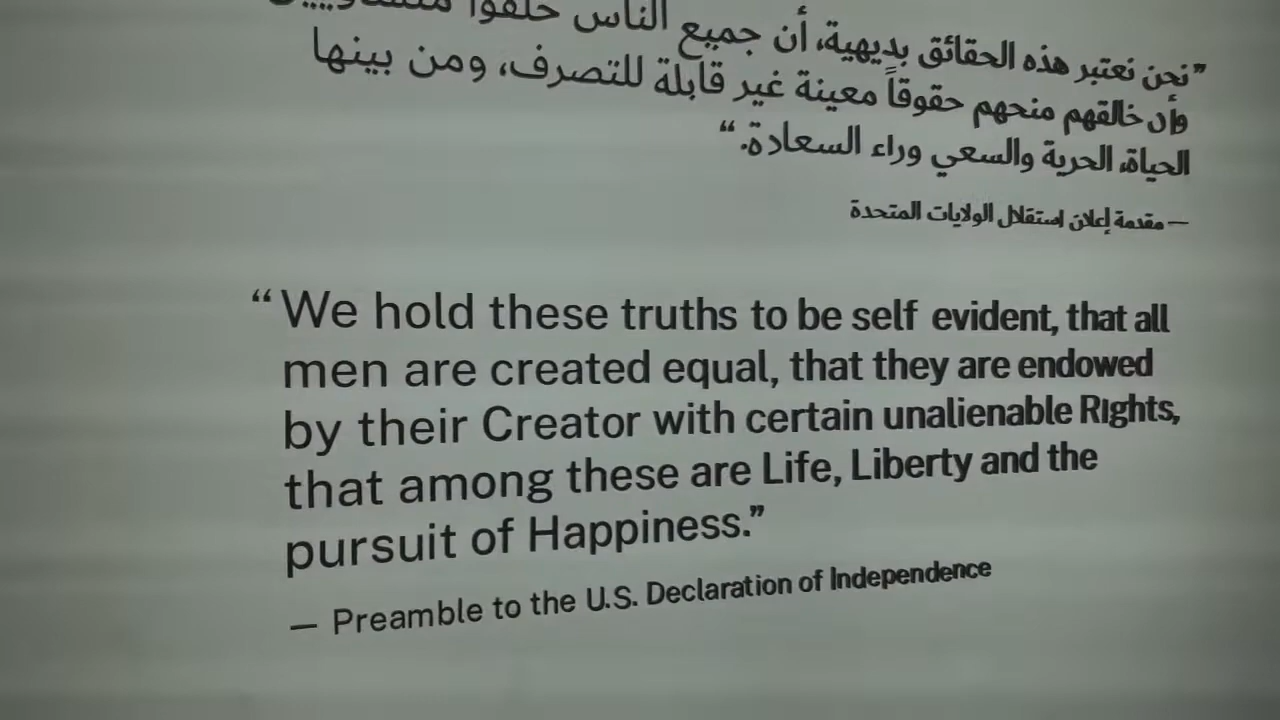 ”نحن نعتبر هذه الحقائق بديهية، أن جميع الناس خلقوا متساويين
وأن خالقهم منحهم حقوقاً معينة غير قابلة للتصرف، ومن بينها
الحياة، الحرية والسعي وراء السعادة.“
— مقدمة إعلان استقلال الولايات المتحدة
“We hold these truths to be self evident, that all
men are created equal, that they are endowed
by their Creator with certain unalienable Rights,
that among these are Life, Liberty and the
pursuit of Happiness.”
— Preamble to the U.S. Declaration of Independence